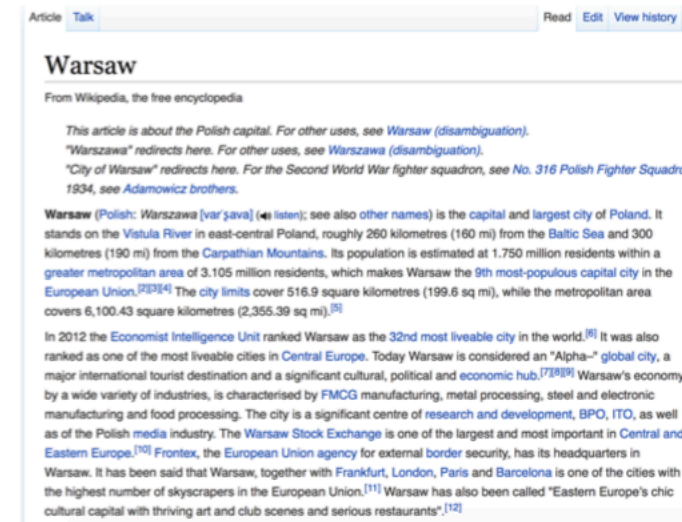 Article Talk Read Edit View history
Warsaw
From Wikipedia, the free encyclopedia
This article is about the Polish capital. For other uses, see Warsaw (disambiguation).
"Warszawa" redirects here. For other uses, see Warszawa (disambiguation).
"City of Warsaw" redirects here. For the Second World War fighter squadron, see No. 316 Polish Fighter Squadro
1934, see Adamowicz brothers.
Warsaw (Polish: Warszawa [varˈʂava] (listen); see also other names) is the capital and largest city of Poland. It
stands on the Vistula River in east-central Poland, roughly 260 kilometres (160 mi) from the Baltic Sea and 300
kilometres (190 mi) from the Carpathian Mountains. Its population is estimated at 1.750 million residents within a
greater metropolitan area of 3.105 million residents, which makes Warsaw the 9th most-populous capital city in the
European Union.[2][3][4] The city limits cover 516.9 square kilometres (199.6 sq mi), while the metropolitan area
covers 6,100.43 square kilometres (2,355.39 sq mi).[5]
In 2012 the Economist Intelligence Unit ranked Warsaw as the 32nd most liveable city in the world.[6] It was also
ranked as one of the most liveable cities in Central Europe. Today Warsaw is considered an "Alpha–" global city, a
major international tourist destination and a significant cultural, political and economic hub.[7][8][9] Warsaw's economy
by a wide variety of industries, is characterised by FMCG manufacturing, metal processing, steel and electronic
manufacturing and food processing. The city is a significant centre of research and development, BPO, ITO, as well
as of the Polish media industry. The Warsaw Stock Exchange is one of the largest and most important in Central and
Eastern Europe.[10] Frontex, the European Union agency for external border security, has its headquarters in
Warsaw. It has been said that Warsaw, together with Frankfurt, London, Paris and Barcelona is one of the cities with
the highest number of skyscrapers in the European Union.[11] Warsaw has also been called "Eastern Europe's chic
cultural capital with thriving art and club scenes and serious restaurants".[12]